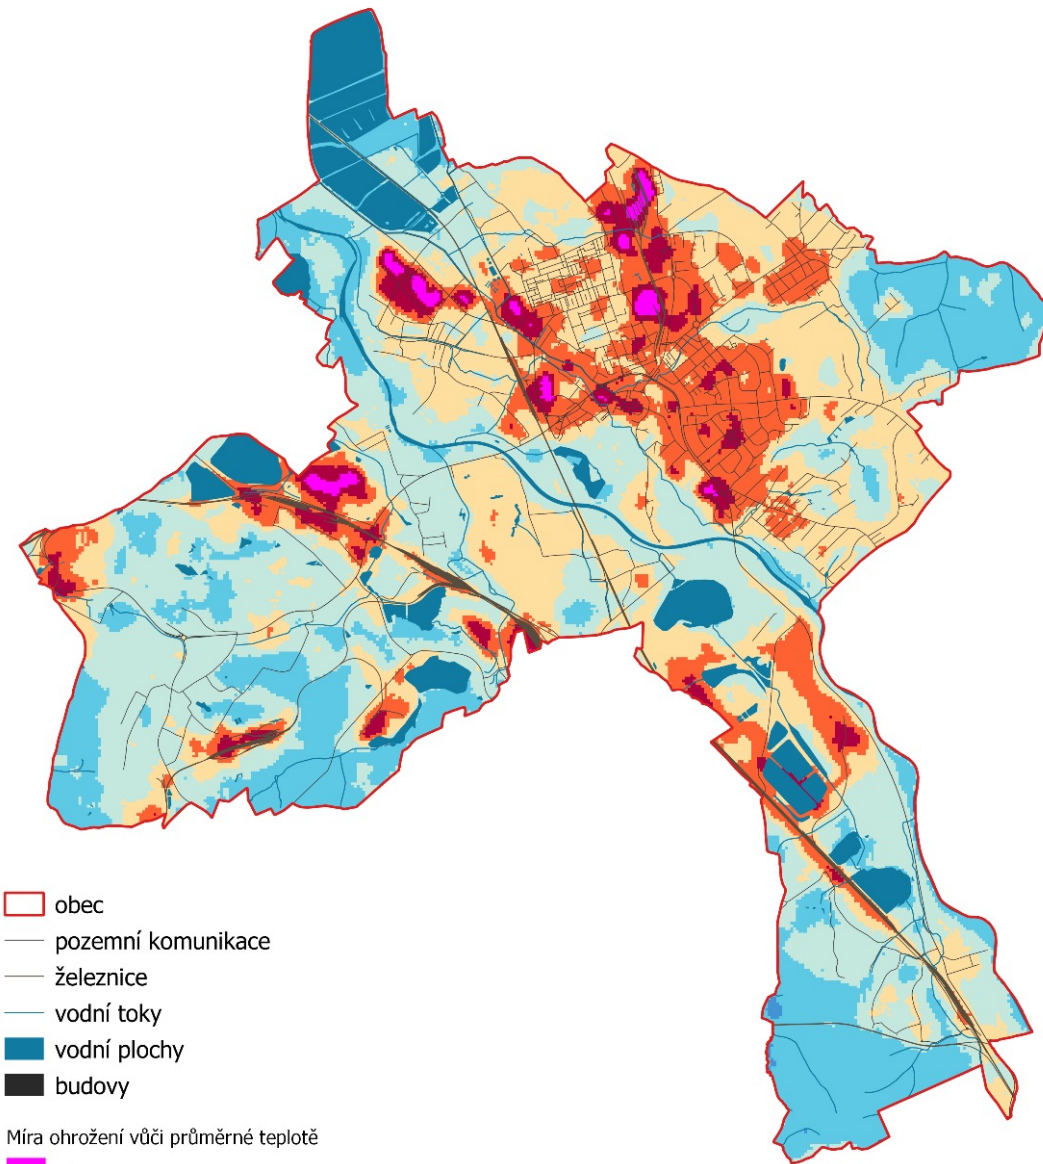 obec
pozemní komunikace
železnice
vodní toky
vodní plochy
budovy
Míra ohrožení vůči průměrné teplotě